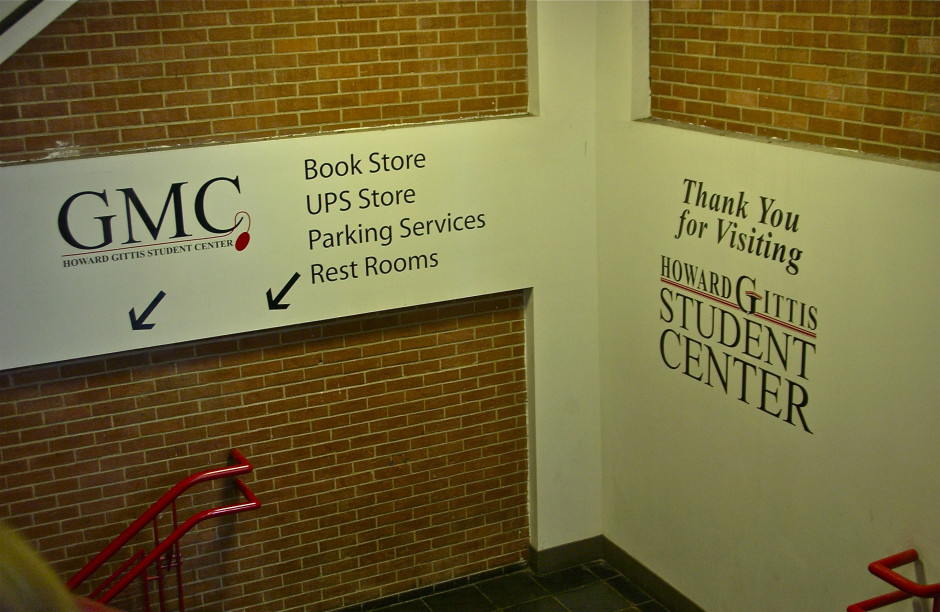 GMC
HOWARD GITTIS STUDENT CENTER
Book Store
UPS Store
Parking Services
Rest Rooms
Thank You
for Visiting
HOWARD GITTIS
STUDENT
CENTER